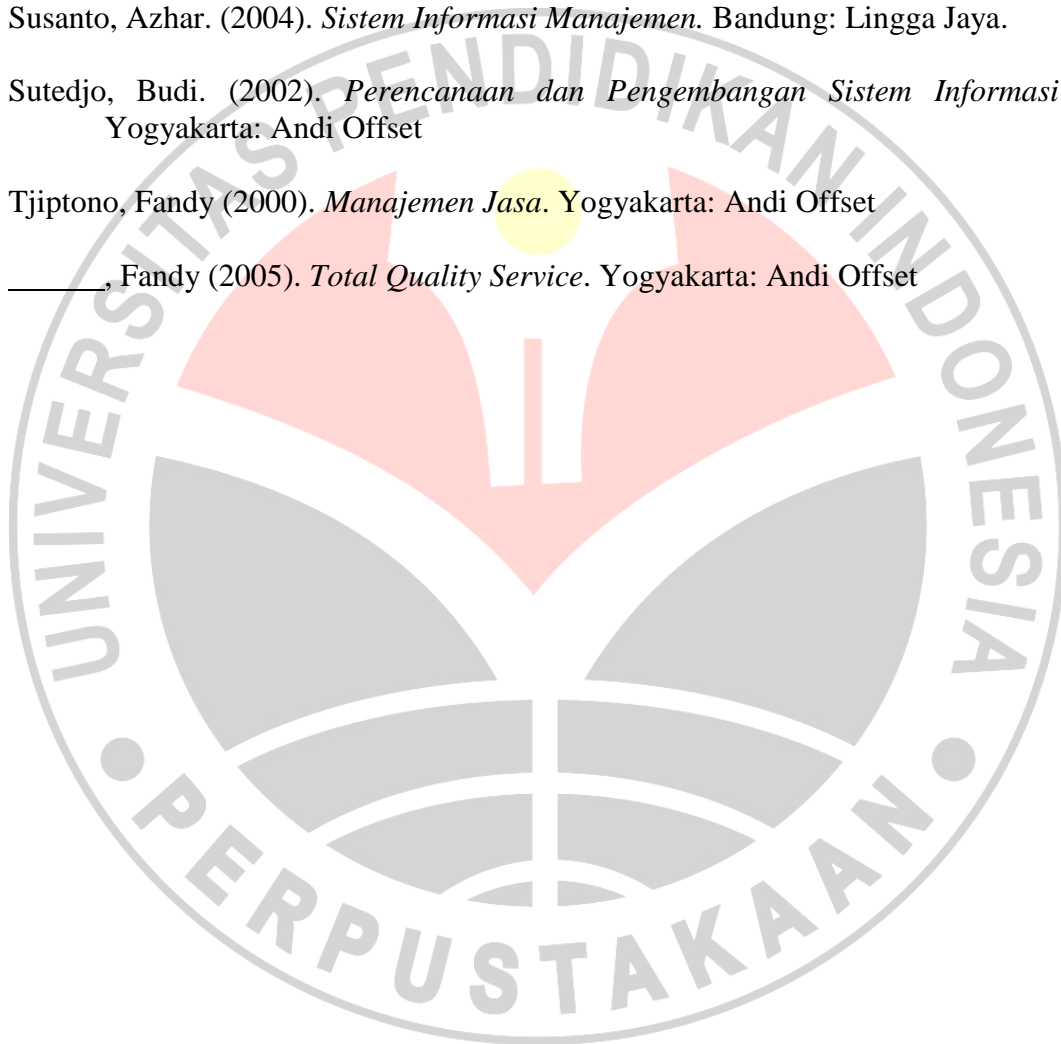 Susanto, Azhar. (2004). Sistem Informasi Manajemen. Bandung: Lingga Jaya.
Sutedjo, Budi. (2002). Perencanaan dan Pengembangan Sistem Informasi
Yogyakarta: Andi Offset
Tjiptono, Fandy (2000). Manajemen Jasa. Yogyakarta: Andi Offset
______, Fandy (2005). Total Quality Service. Yogyakarta: Andi Offset
UNIVERSITAS PENDIDIKAN INDONESIA
PERPUSTAKAAN